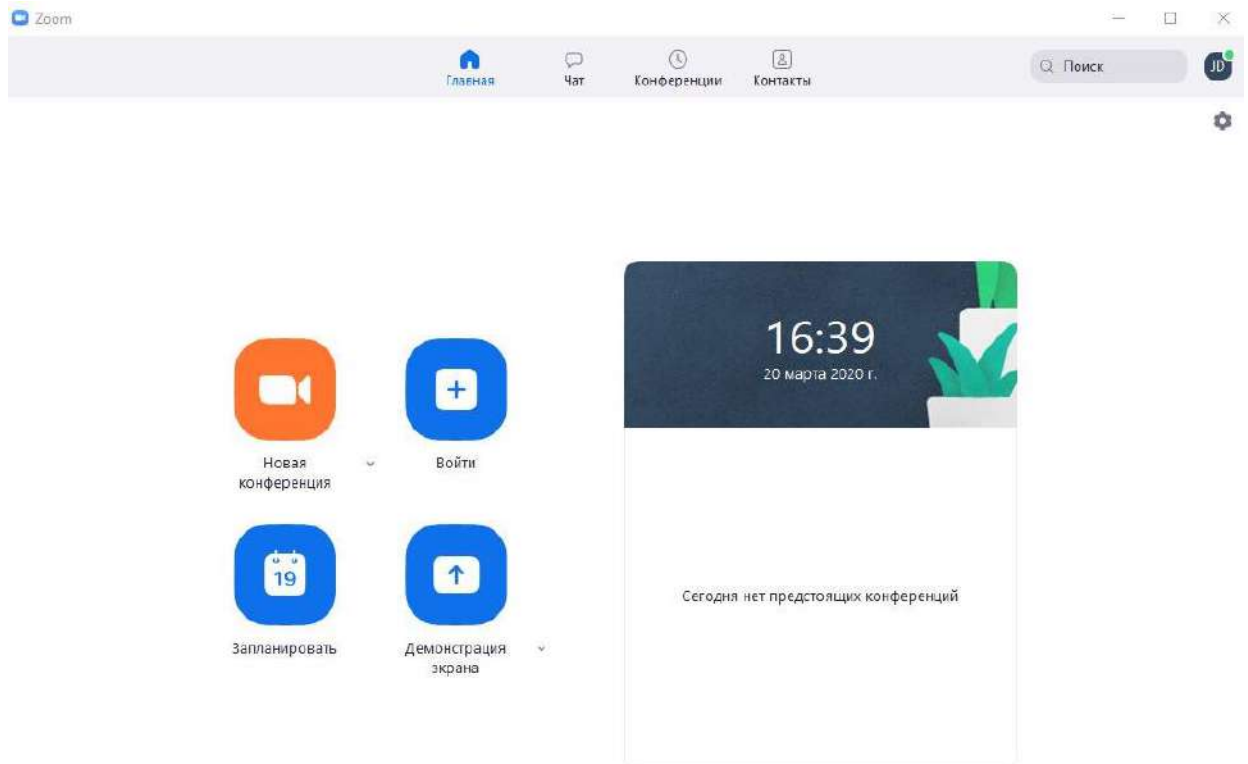 Zoom
Главная
Чат
Конференции
Контакты
Поиск
JD
16:39
20 марта 2020 г.
Новая
конференция
Войти
19
Запланировать
Демонстрация
экрана
Сегодня нет предстоящих конференций